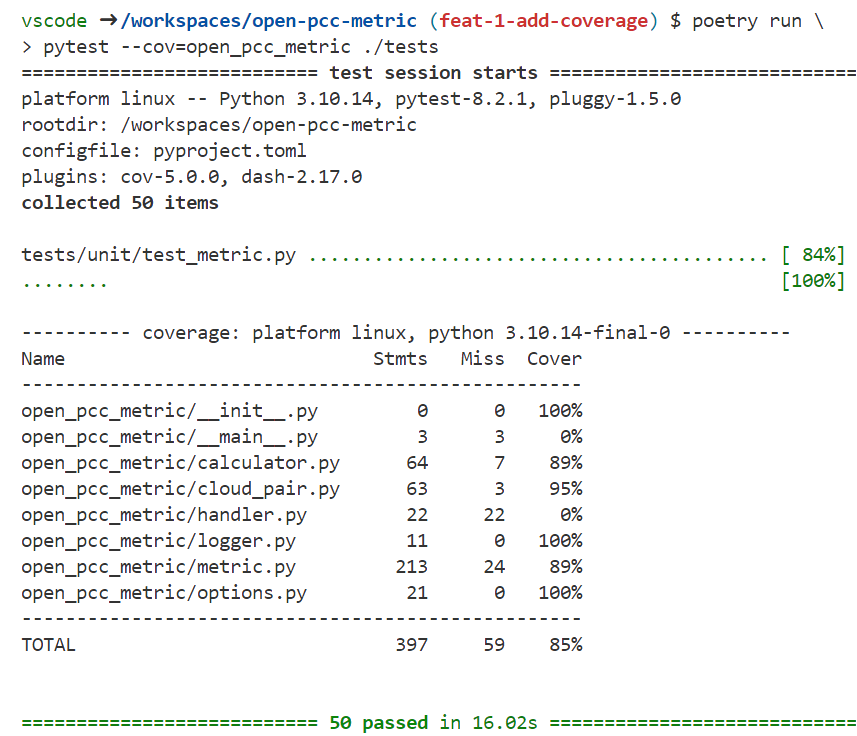 vscode ➜/workspaces/open-pcc-metric (feat-1-add-coverage) $ poetry run \
> pytest --cov=open_pcc_metric ./tests
=========================== test session starts ============================
platform linux -- Python 3.10.14, pytest-8.2.1, pluggy-1.5.0
rootdir: /workspaces/open-pcc-metric
configfile: pyproject.toml
plugins: cov-5.0.0, dash-2.17.0
collected 50 items
tests/unit/test_metric.py .......................................... [ 84%]
........                                                             [100%]
---------- coverage: platform linux, python 3.10.14-final-0 ----------
Name                            Stmts   Miss  Cover
---------------------------------------------------
open_pcc_metric/__init__.py         0      0   100%
open_pcc_metric/__main__.py         3      3     0%
open_pcc_metric/calculator.py      64      7    89%
open_pcc_metric/cloud_pair.py      63      3    95%
open_pcc_metric/handler.py         22     22     0%
open_pcc_metric/logger.py          11      0   100%
open_pcc_metric/metric.py         213     24    89%
open_pcc_metric/options.py         21      0   100%
---------------------------------------------------
TOTAL                             397     59    85%
=========================== 50 passed in 16.02s ============================